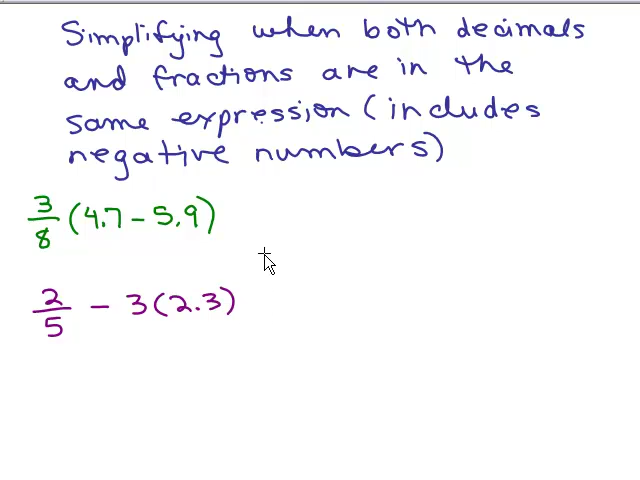 Simplifying when both decimals
and fractions are in the
same expression (includes
negative numbers)
3/8 (4.7 - 5.9)
2/5 - 3(2.3)